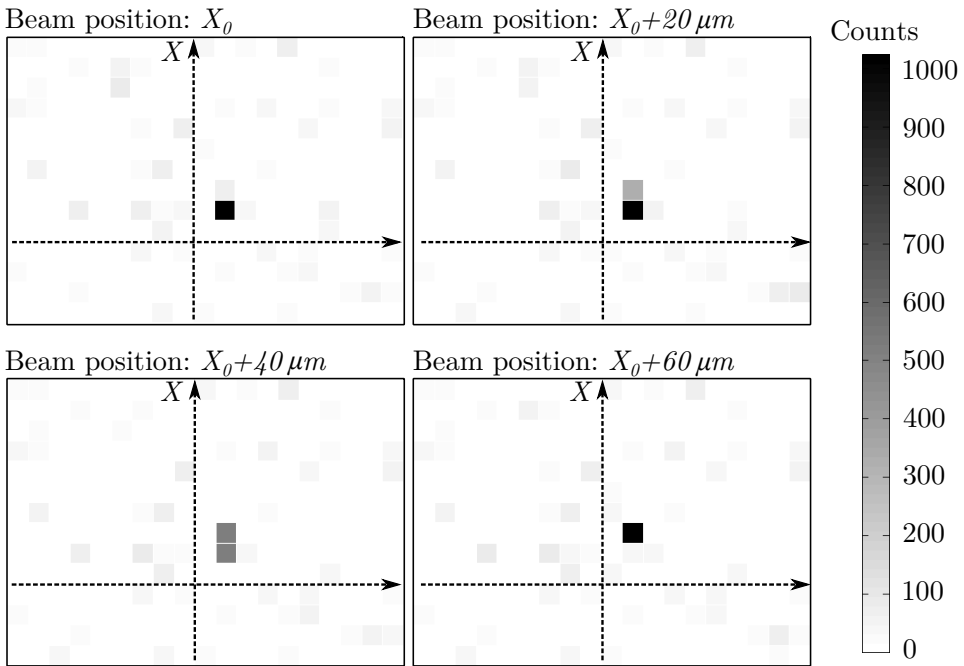 Beam position: X₀
Beam position: X₀+20 μm
Counts
X
X
1000
900
800
700
600
500
400
300
200
100
0
Beam position: X₀+40 μm
Beam position: X₀+60 μm
X
X